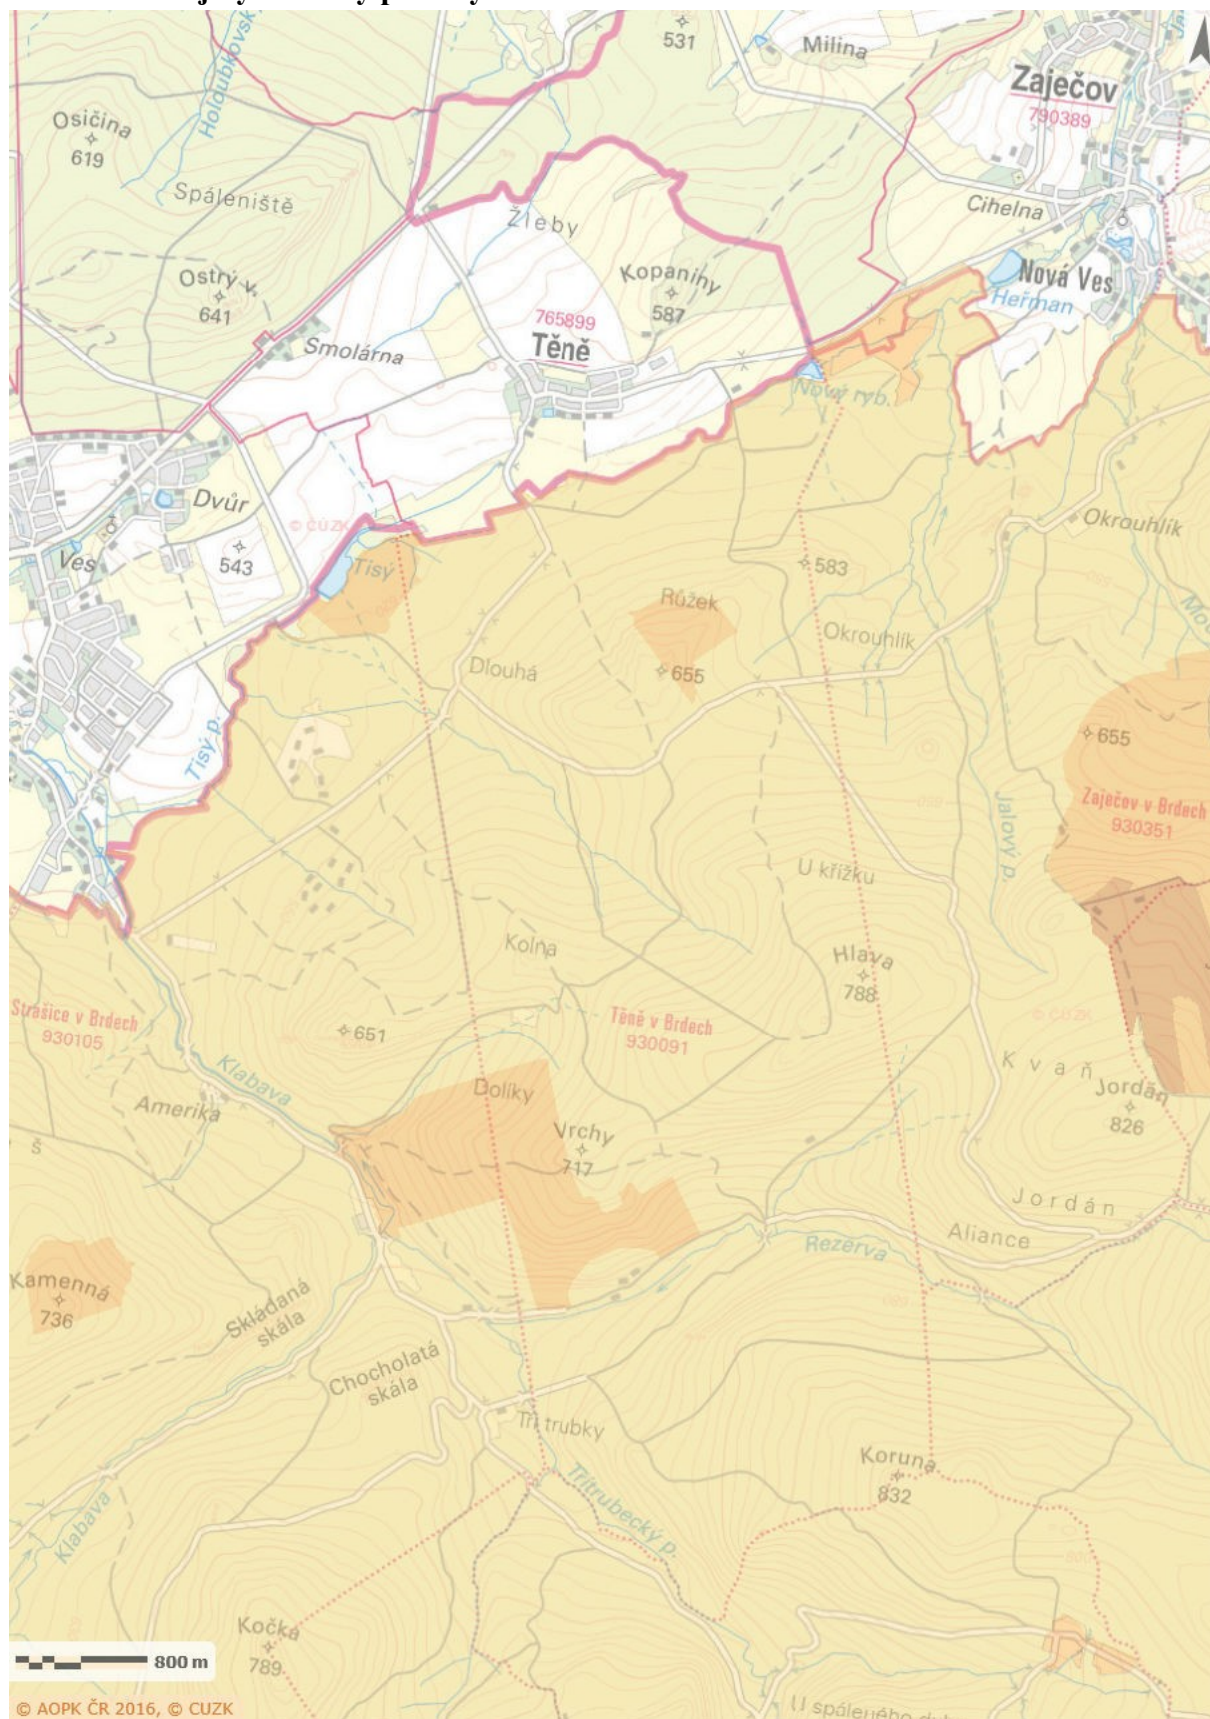 531
Milina
Zaječov
790389
Osičina
619
Holoubkovsk
Spáleniště
Žleby
Cihelna
Ostrý v.
641
Kopaniny
587
Nová Ves
Heřman
765899
Těně
Smolárna
Nový ryb.
Dvůr
© ČÚZK
Okrouhlík
Ves
543
Tisý
583
Růžek
Okrouhlík
Dlouhá
655
655
Tisý p.
Zaječov v Brdech
930351
Jalový p.
U křížku
Kolna
Hlava
788
Strašice v Brdech
930105
651
Těně v Brdech
930091
© ČÚZK
Klabava
Kvaň
Amerika
Dolíky
Jordán
826
Vrchy
717
Š
Jordán
Aliance
Rezerva
Kamenná
736
Skládaná
skála
Chocholatá
skála
Tři trubky
Koruna
832
Třítrubecký p.
Klabava
Kočka
789
800 m
© AOPK ČR 2016, © CUZK